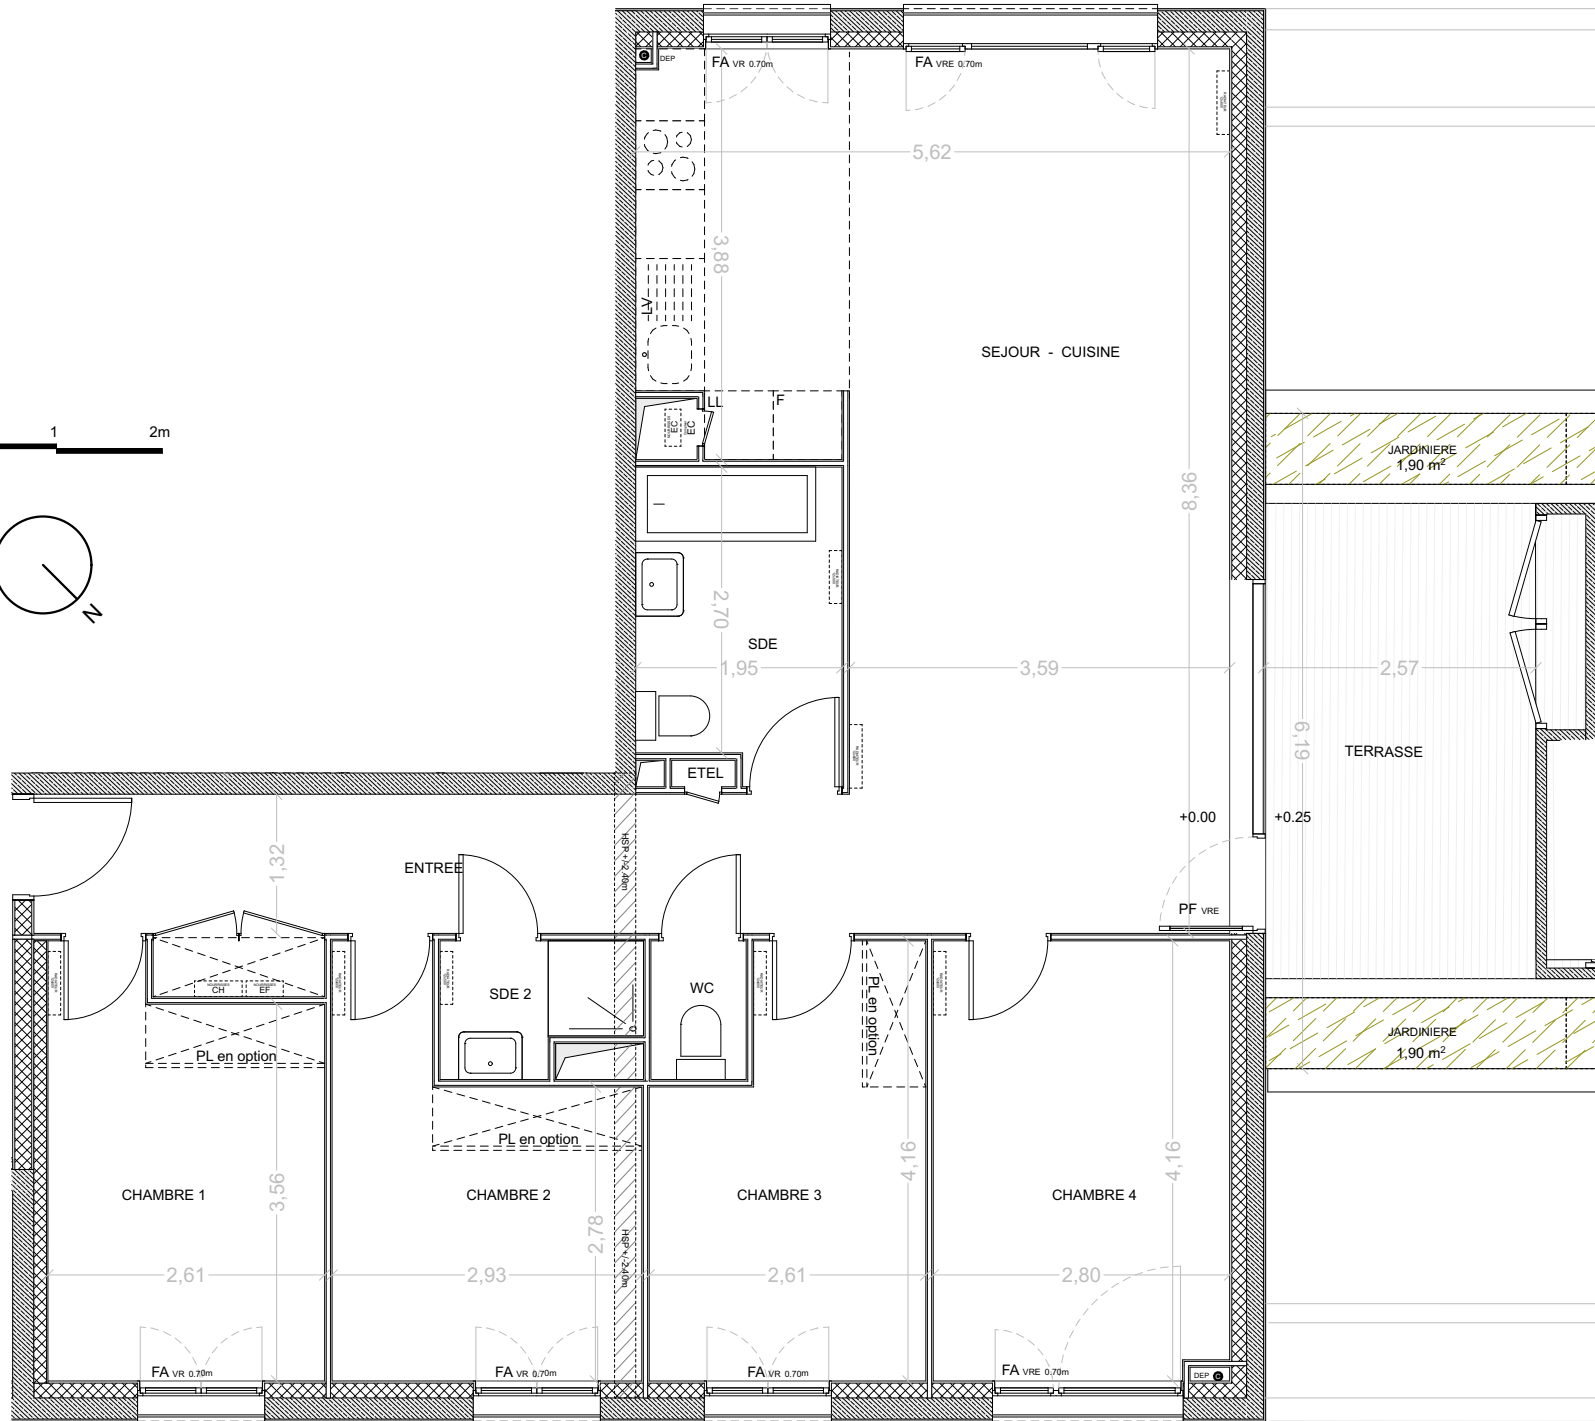 DEP
FA VR 0.70m
FA VRE 0.70m
5,62
3,88
LV
SEJOUR - CUISINE
1
2m
LL
F
EC
EC
JARDINIERE
1,90 m²
8,36
N
2,70
SDE
1,95
3,59
2,57
6,19
TERRASSE
ETEL
+0.00
+0.25
1,32
ENTREE
HSP +/-2.40m
PF VRE
CH
EF
SDE 2
WC
PL en option
PL en option
PL en option
JARDINIERE
1,90 m²
CHAMBRE 1
3,56
CHAMBRE 2
2,78
HSP +/-2.40m
CHAMBRE 3
4,16
CHAMBRE 4
4,16
2,61
2,93
2,61
2,80
FA VR 0.70m
FA VR 0.70m
FA VR 0.70m
FA VRE 0.70m
DEP